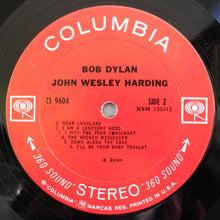 COLUMBIA
BOB DYLAN
JOHN WESLEY HARDING
CS 9604
SIDE 2
XSM 135312
1. DEAR LANDLORD
2. I AM A LONESOME HOBO
3. I PITY THE POOR IMMIGRANT
4. THE WICKED MESSENGER
5. DOWN ALONG THE COVE
6. I'LL BE YOUR BABY TONIGHT
-B. Dylan-
"360 SOUND" STEREO "360 SOUND"
® "COLUMBIA" MARCAS REG. PRINTED IN U.S.A.